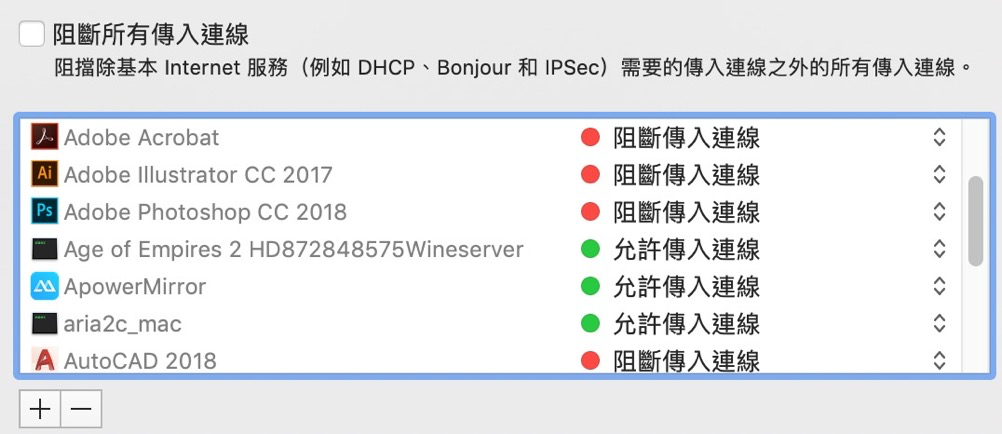 阻斷所有傳入連線
阻擋除基本 Internet 服務（例如 DHCP、Bonjour 和 IPSec）需要的傳入連線之外的所有傳入連線。
Adobe Acrobat 阻斷傳入連線
Ai Adobe Illustrator CC 2017 阻斷傳入連線
Ps Adobe Photoshop CC 2018 阻斷傳入連線
Age of Empires 2 HD872848575Wineserver 允許傳入連線
ApowerMirror 允許傳入連線
aria2c_mac 允許傳入連線
AutoCAD 2018 阻斷傳入連線